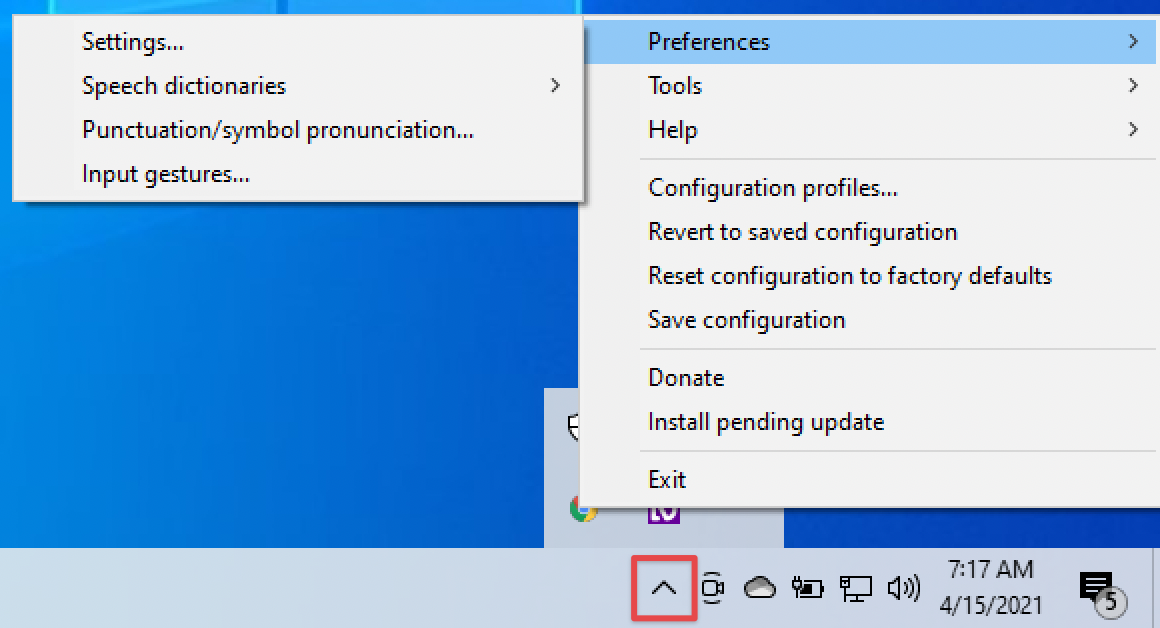 Settings...
Speech dictionaries
Punctuation/symbol pronunciation...
Input gestures...
Preferences
Tools
Help
Configuration profiles...
Revert to saved configuration
Reset configuration to factory defaults
Save configuration
Donate
Install pending update
Exit
7:17 AM
4/15/2021
5